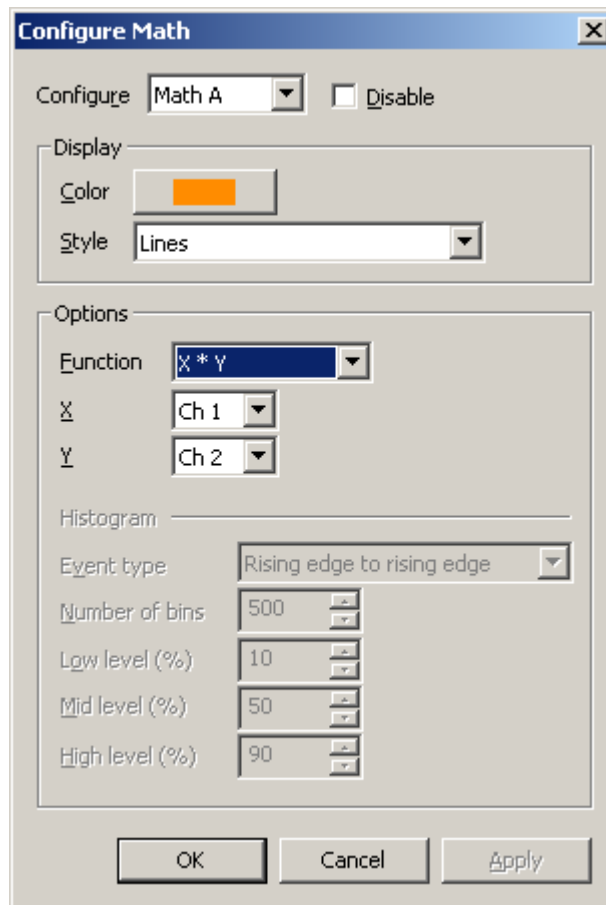 Configure Math
Configure Math A Disable
Display
Color
Style Lines
Options
Function X * Y
X Ch 1
Y Ch 2
Histogram
Event type Rising edge to rising edge
Number of bins 500
Low level (%) 10
Mid level (%) 50
High level (%) 90
OK Cancel Apply